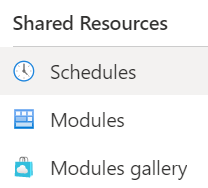 Shared Resources
Schedules
Modules
Modules gallery